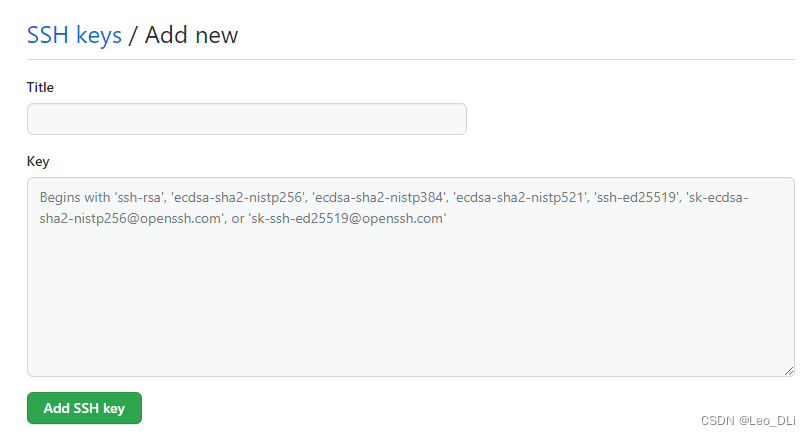 SSH keys / Add new
Title
Key
Begins with 'ssh-rsa', 'ecdsa-sha2-nistp256', 'ecdsa-sha2-nistp384', 'ecdsa-sha2-nistp521', 'ssh-ed25519', 'sk-ecdsa-
sha2-nistp256@openssh.com', or 'sk-ssh-ed25519@openssh.com'
Add SSH key
CSDN @Leo_DLi